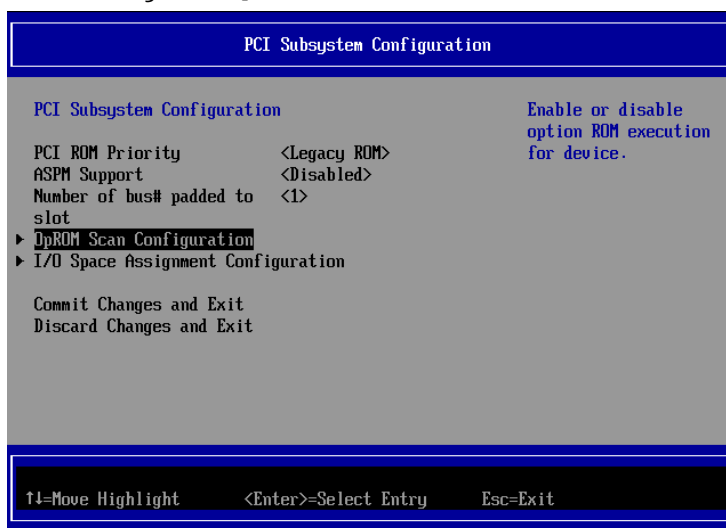 PCI Subsystem Configuration
PCI Subsystem Configuration
Enable or disable
option ROM execution
for device.
PCI ROM Priority <Legacy ROM>
ASPM Support <Disabled>
Number of bus# padded to <1>
slot
▶ OpROM Scan Configuration
▶ I/O Space Assignment Configuration
Commit Changes and Exit
Discard Changes and Exit
↑↓=Move Highlight <Enter>=Select Entry Esc=Exit